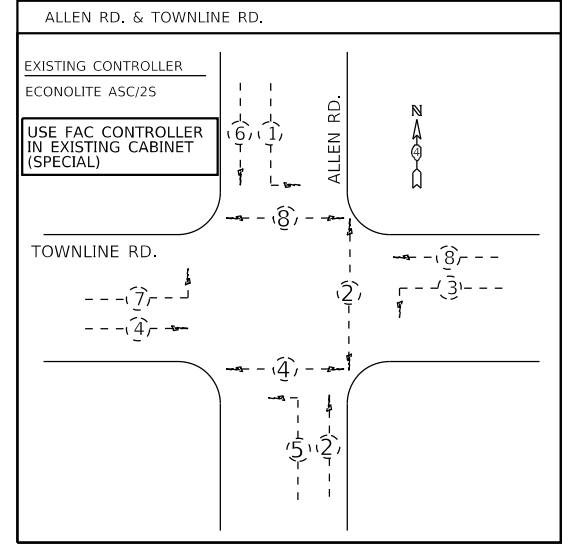 ALLEN RD. & TOWNLINE RD.
EXISTING CONTROLLER
ECONOLITE ASC/2S
USE FAC CONTROLLER
IN EXISTING CABINET
(SPECIAL)
ALLEN RD.
N
4
6 1
8
TOWNLINE RD.
8
7
3
2
4
4
5 2